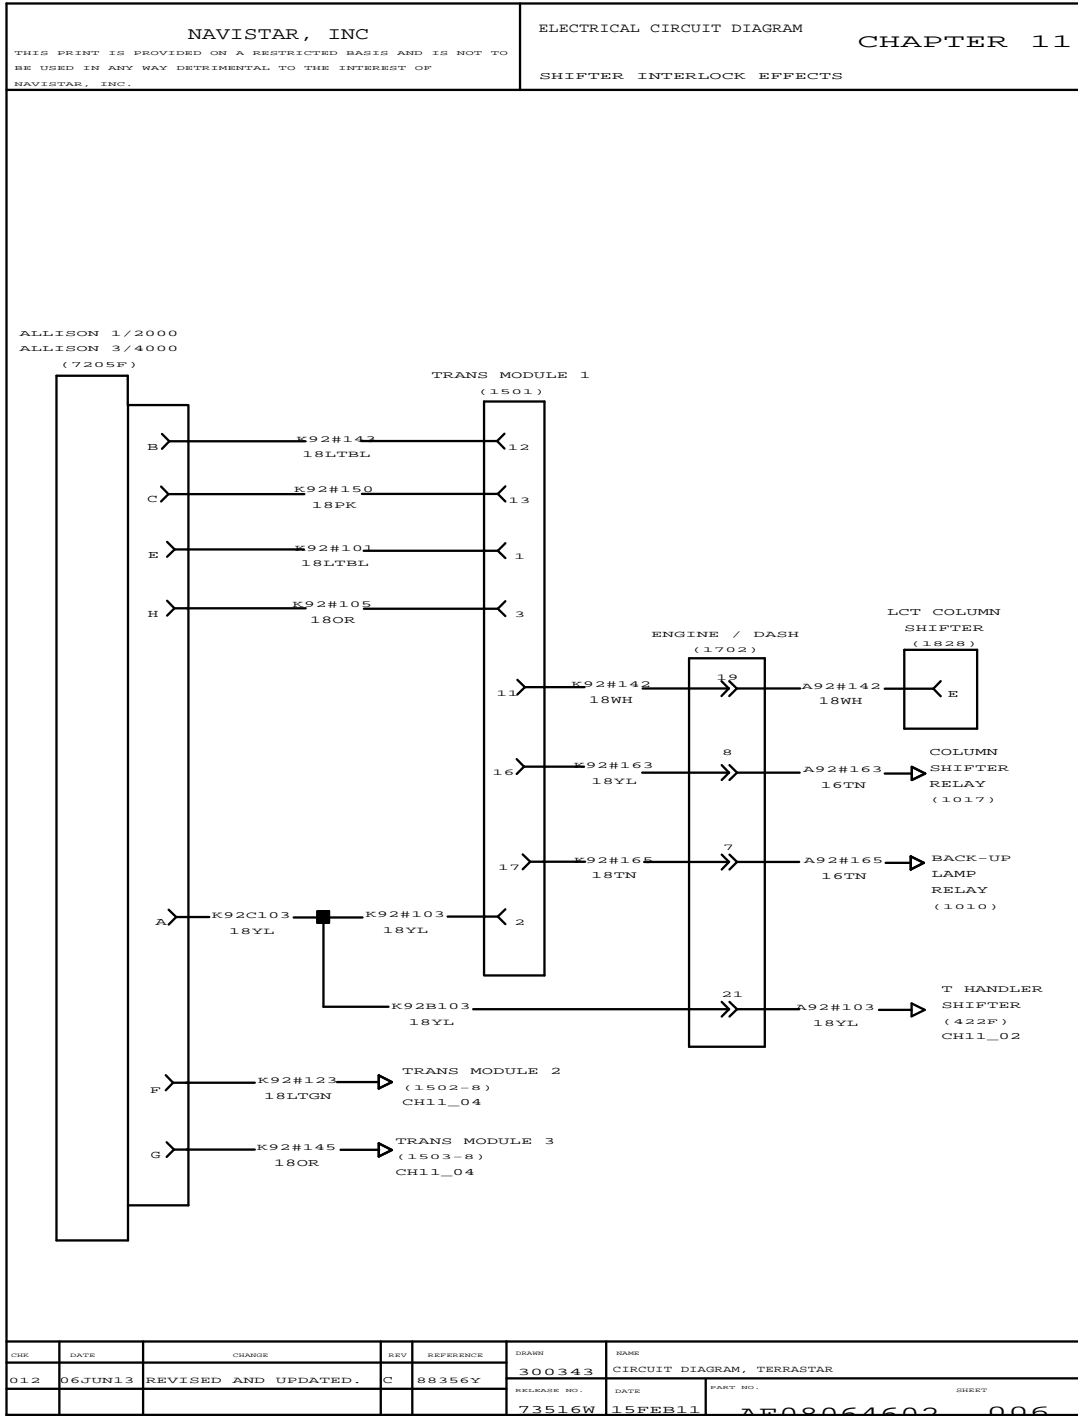 NAVISTAR, INC
THIS PRINT IS PROVIDED ON A RESTRICTED BASIS AND IS NOT TO
BE USED IN ANY WAY DETRIMENTAL TO THE INTEREST OF
NAVISTAR, INC.
ELECTRICAL CIRCUIT DIAGRAM
CHAPTER 11
SHIFTER INTERLOCK EFFECTS
ALLISON 1/2000
ALLISON 3/4000
(7205F)
TRANS MODULE 1
(1501)
B
K92#143
18LTBL
12
C
K92#150
18PK
13
E
K92#101
18LTBL
1
H
K92#105
18OR
3
ENGINE / DASH
(1702)
LCT COLUMN
SHIFTER
(1828)
11
K92#142
18WH
19
A92#142
18WH
E
16
K92#163
18YL
8
A92#163
16TN
COLUMN
SHIFTER
RELAY
(1017)
17
K92#165
18TN
7
A92#165
16TN
BACK-UP
LAMP
RELAY
(1010)
A
K92C103
18YL
K92#103
18YL
2
K92B103
18YL
21
A92#103
18YL
T HANDLER
SHIFTER
(422F)
CH11_02
F
K92#123
18LTGN
TRANS MODULE 2
(1502-8)
CH11_04
G
K92#145
18OR
TRANS MODULE 3
(1503-8)
CH11_04
CHK DATE CHANGE REV REFERENCE
012 06JUN13 REVISED AND UPDATED. C 88356Y
DRAWN
300343
NAME
CIRCUIT DIAGRAM, TERRASTAR
RELEASE NO.
73516W
DATE
15FEB11
PART NO.
SHEET